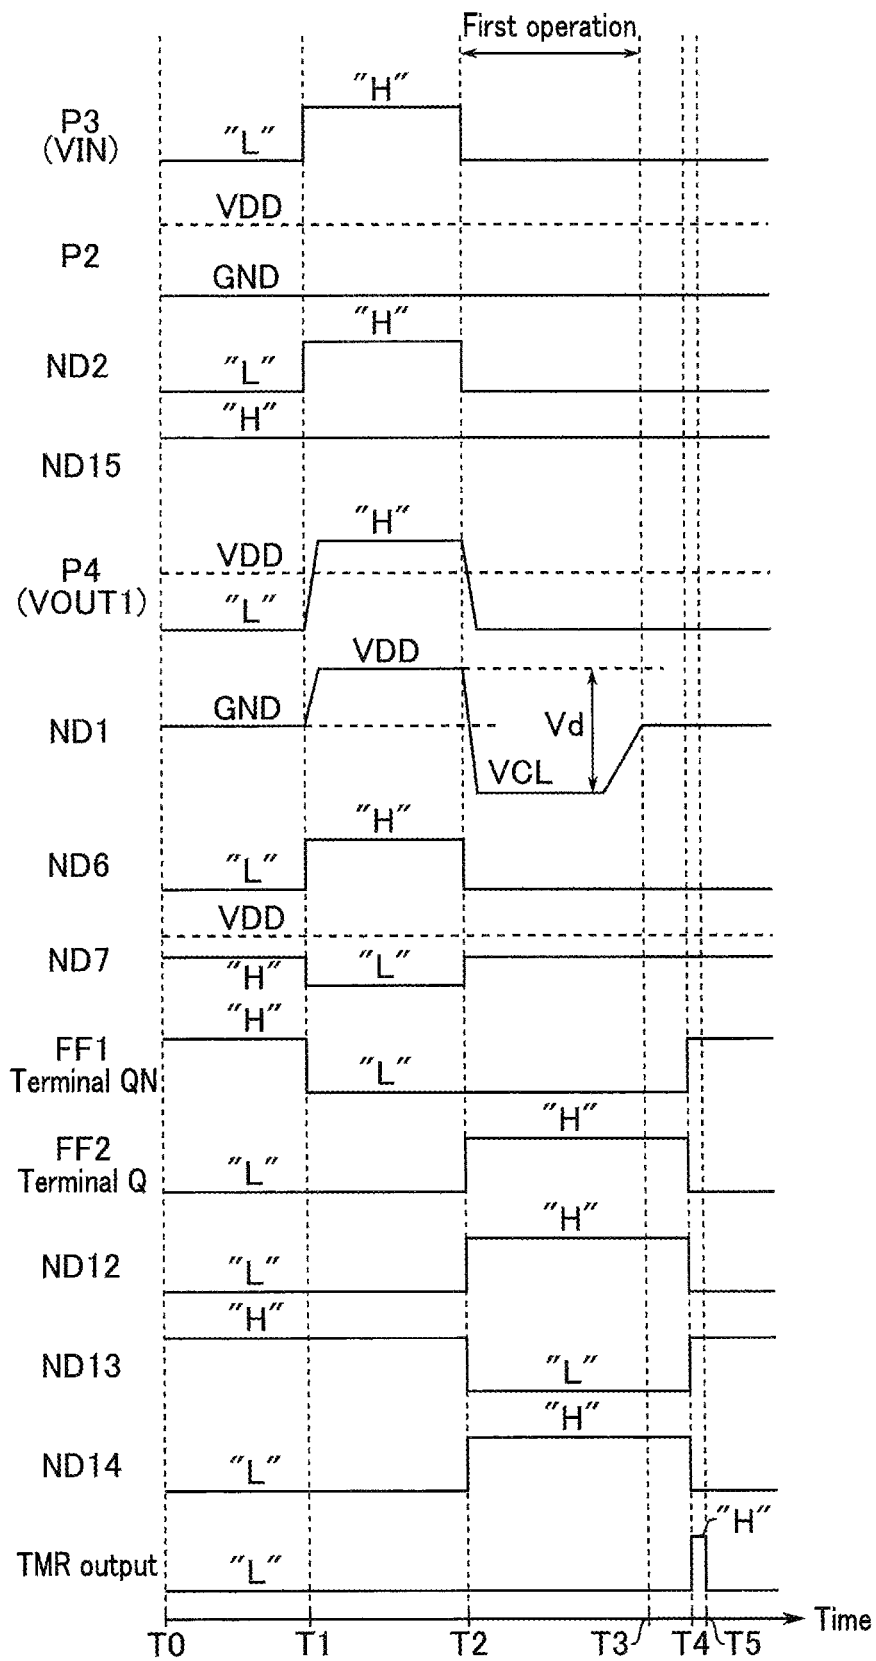 First operation
P3
(VIN)
"L"
"H"
VDD
P2
GND
ND2
"L"
"H"
"H"
ND15
"H"
VDD
P4
(VOUT1)
"L"
VDD
GND
ND1
Vd
VCL
"H"
ND6
"L"
VDD
ND7
"H"
"L"
"H"
FF1
Terminal QN
"L"
"H"
FF2
Terminal Q
"L"
"H"
ND12
"L"
"H"
ND13
"L"
"H"
ND14
"L"
"H"
TMR output
"L"
Time
T0 T1 T2 T3 T4 T5